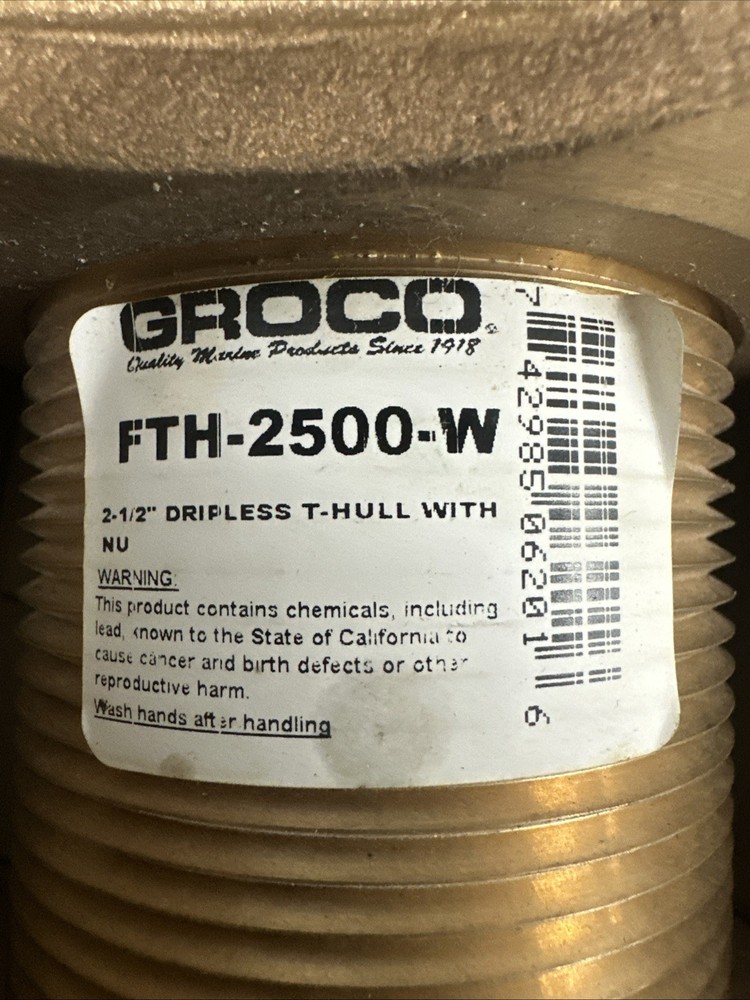 GROCO®
Quality Marine Products Since 1918
FTH-2500-W
2-1/2" DRIPLESS T-HULL WITH
NU
WARNING:
This product contains chemicals, including
lead, known to the State of California to
cause cancer and birth defects or other
reproductive harm.
Wash hands after handling
7 42985 06201 6